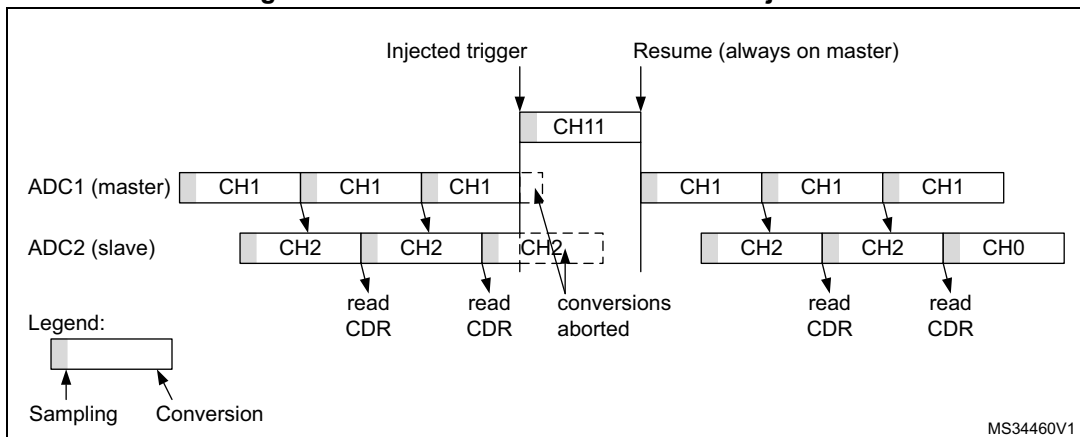 Injected trigger
Resume (always on master)
CH11
ADC1 (master) CH1 CH1 CH1 CH1 CH1 CH1
ADC2 (slave) CH2 CH2 CH2 CH2 CH2 CH0
read CDR
read CDR
conversions aborted
read CDR
read CDR
Legend:
Sampling Conversion
MS34460V1